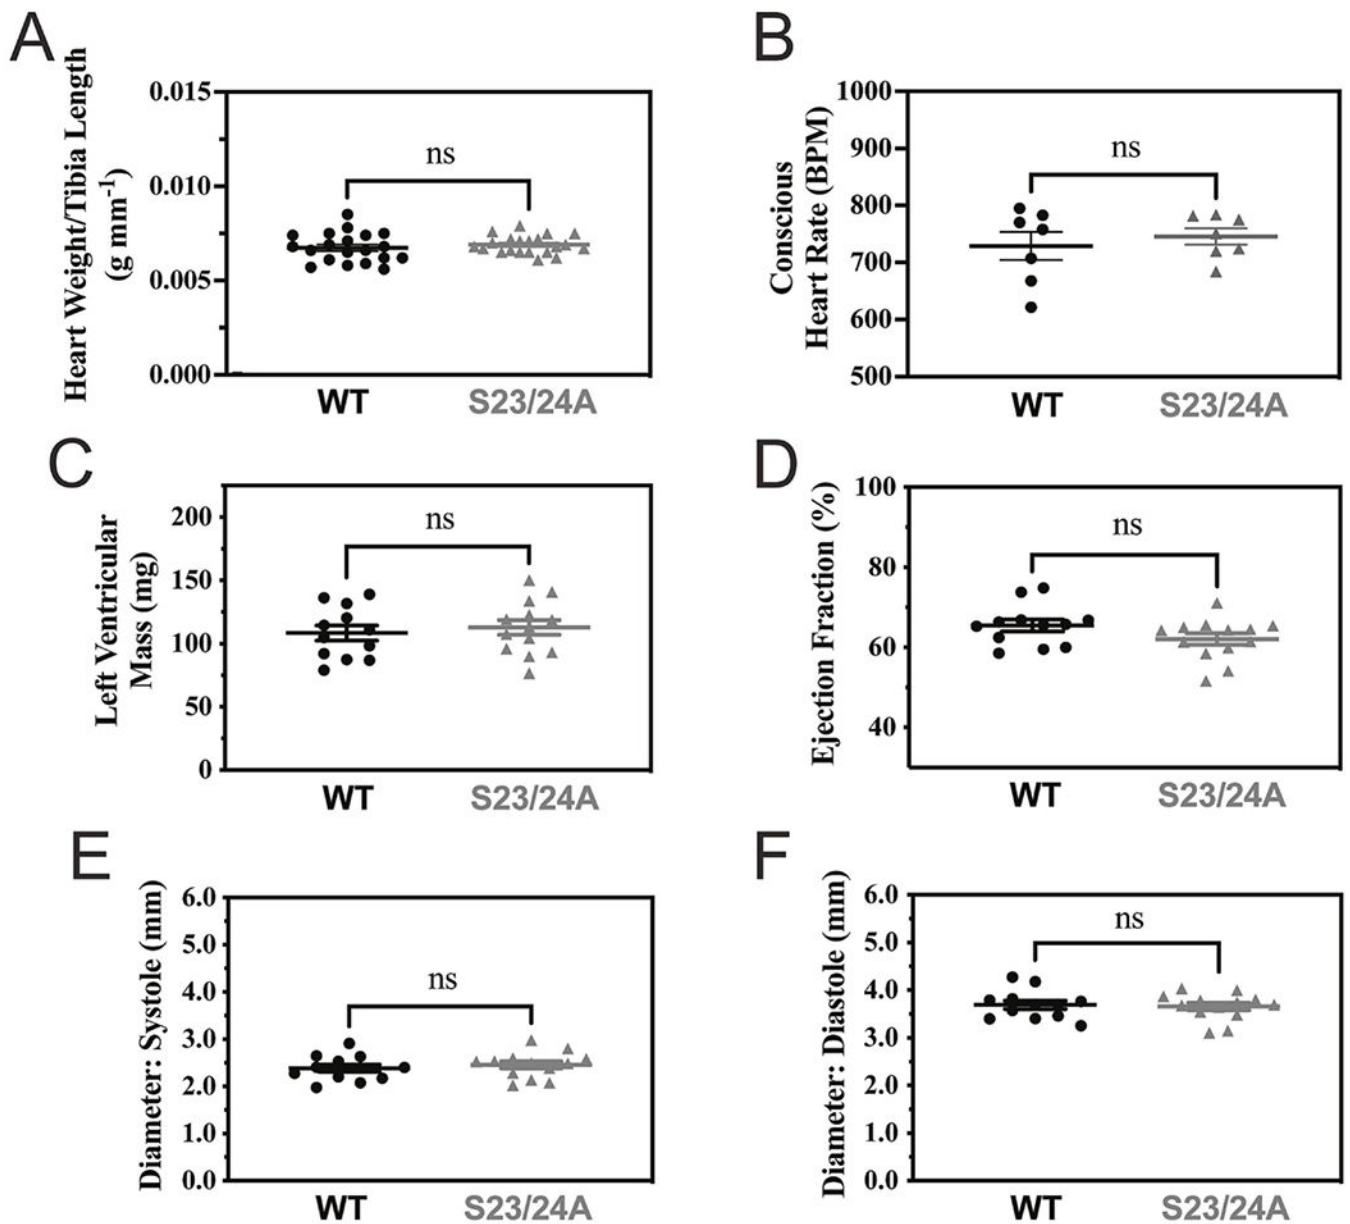 A
Heart Weight/Tibia Length
(g mm-1)
0.015
0.010
0.005
0.000
ns
WT
S23/24A
B
Conscious
Heart Rate (BPM)
1000
900
800
700
600
500
ns
WT
S23/24A
C
Left Ventricular
Mass (mg)
200
150
100
50
0
ns
WT
S23/24A
D
Ejection Fraction (%)
100
80
60
40
ns
WT
S23/24A
E
Diameter: Systole (mm)
6.0
5.0
4.0
3.0
2.0
1.0
0.0
ns
WT
S23/24A
F
Diameter: Diastole (mm)
6.0
5.0
4.0
3.0
2.0
1.0
0.0
ns
WT
S23/24A